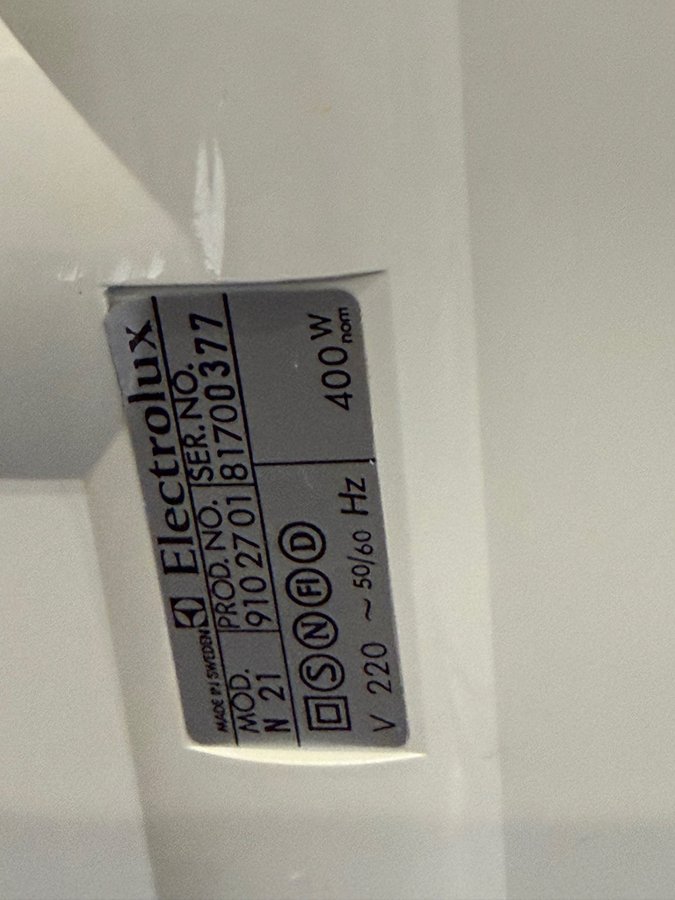 MADE IN SWEDEN Electrolux
MOD. PROD. NO. SER. NO.
N 21 910 27 01 81700377
S N FI D
400 W nom
V 220 ~ 50/60 Hz